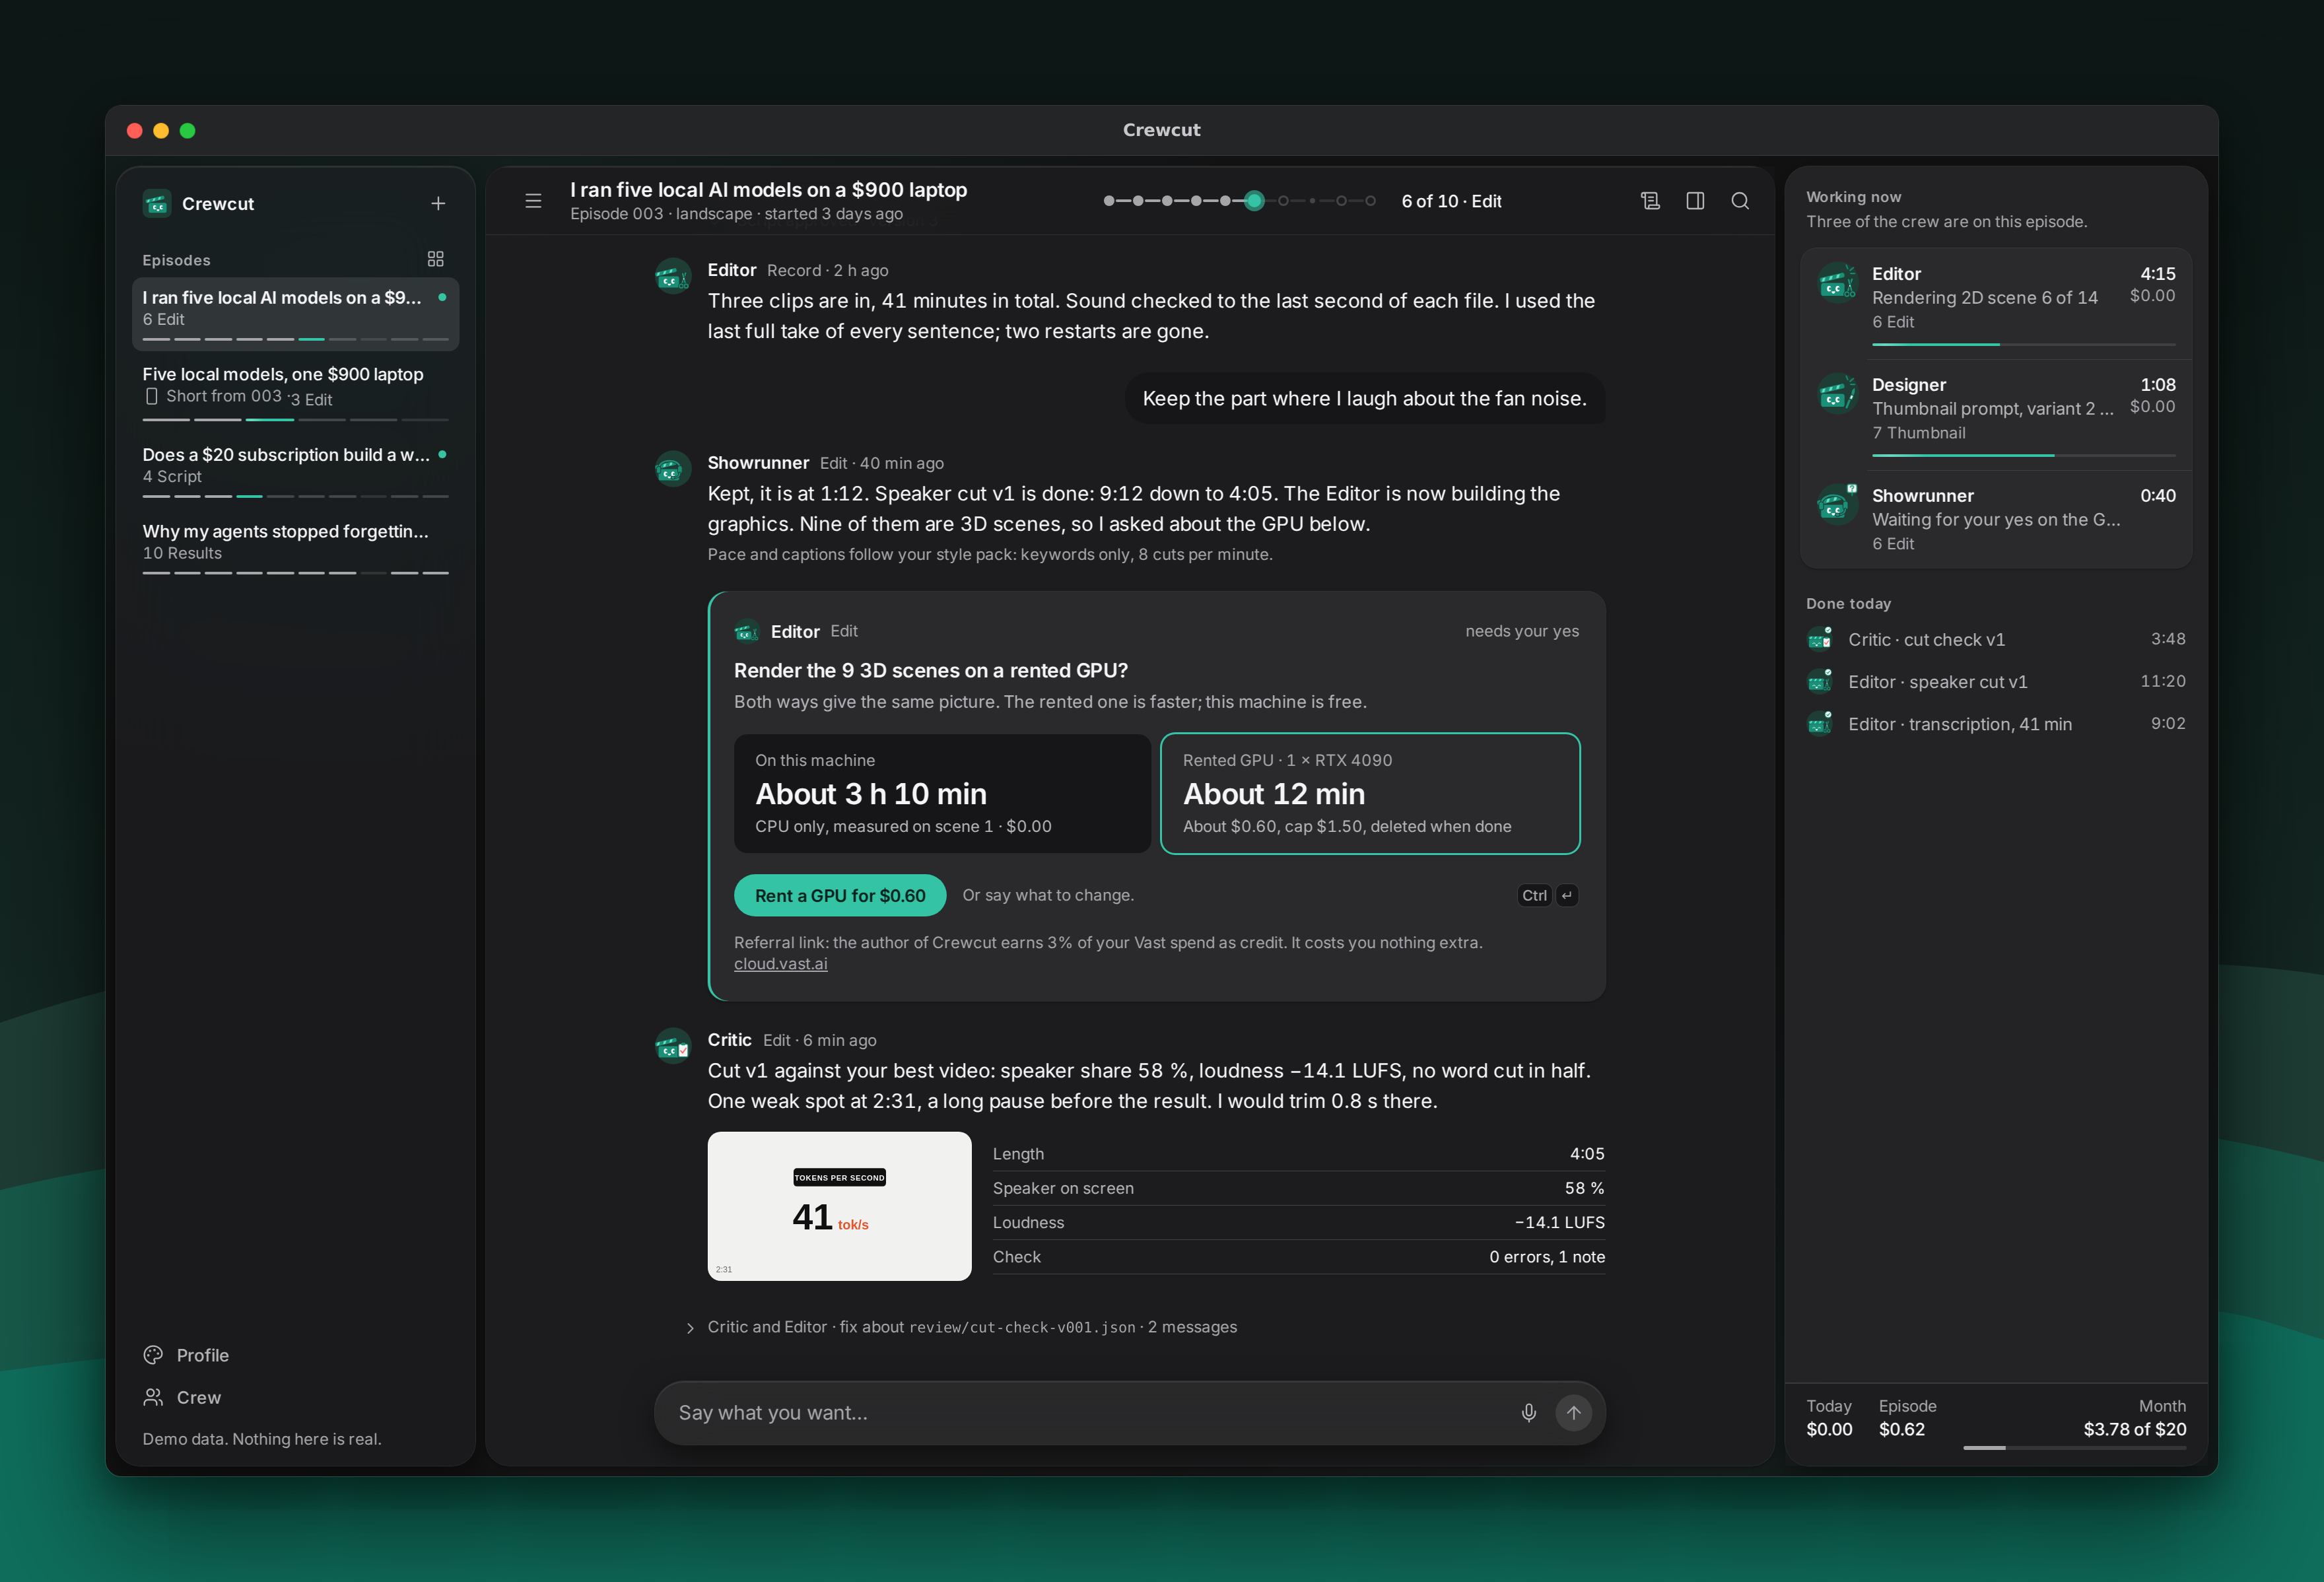 Crewcut
Crewcut
Episodes
I ran five local AI models on a $9...
6 Edit
Five local models, one $900 laptop
Short from 003 · 3 Edit
Does a $20 subscription build a w...
4 Script
Why my agents stopped forgettin...
10 Results
Profile
Crew
Demo data. Nothing here is real.
I ran five local AI models on a $900 laptop
Episode 003 · landscape · started 3 days ago
6 of 10 · Edit
Editor Record · 2 h ago
Three clips are in, 41 minutes in total. Sound checked to the last second of each file. I used the
last full take of every sentence; two restarts are gone.
Keep the part where I laugh about the fan noise.
Showrunner Edit · 40 min ago
Kept, it is at 1:12. Speaker cut v1 is done: 9:12 down to 4:05. The Editor is now building the
graphics. Nine of them are 3D scenes, so I asked about the GPU below.
Pace and captions follow your style pack: keywords only, 8 cuts per minute.
Editor Edit needs your yes
Render the 9 3D scenes on a rented GPU?
Both ways give the same picture. The rented one is faster; this machine is free.
On this machine
About 3 h 10 min
CPU only, measured on scene 1 · $0.00
Rented GPU · 1 × RTX 4090
About 12 min
About $0.60, cap $1.50, deleted when done
Rent a GPU for $0.60 Or say what to change. Ctrl ↵
Referral link: the author of Crewcut earns 3% of your Vast spend as credit. It costs you nothing extra.
cloud.vast.ai
Critic Edit · 6 min ago
Cut v1 against your best video: speaker share 58 %, loudness −14.1 LUFS, no word cut in half.
One weak spot at 2:31, a long pause before the result. I would trim 0.8 s there.
TOKENS PER SECOND
41 tok/s
2:31
Length 4:05
Speaker on screen 58 %
Loudness −14.1 LUFS
Check 0 errors, 1 note
Critic and Editor · fix about review/cut-check-v001.json · 2 messages
Say what you want...
Working now
Three of the crew are on this episode.
Editor 4:15
Rendering 2D scene 6 of 14 $0.00
6 Edit
Designer 1:08
Thumbnail prompt, variant 2 ... $0.00
7 Thumbnail
Showrunner 0:40
Waiting for your yes on the G...
6 Edit
Done today
Critic · cut check v1 3:48
Editor · speaker cut v1 11:20
Editor · transcription, 41 min 9:02
Today Episode Month
$0.00 $0.62 $3.78 of $20